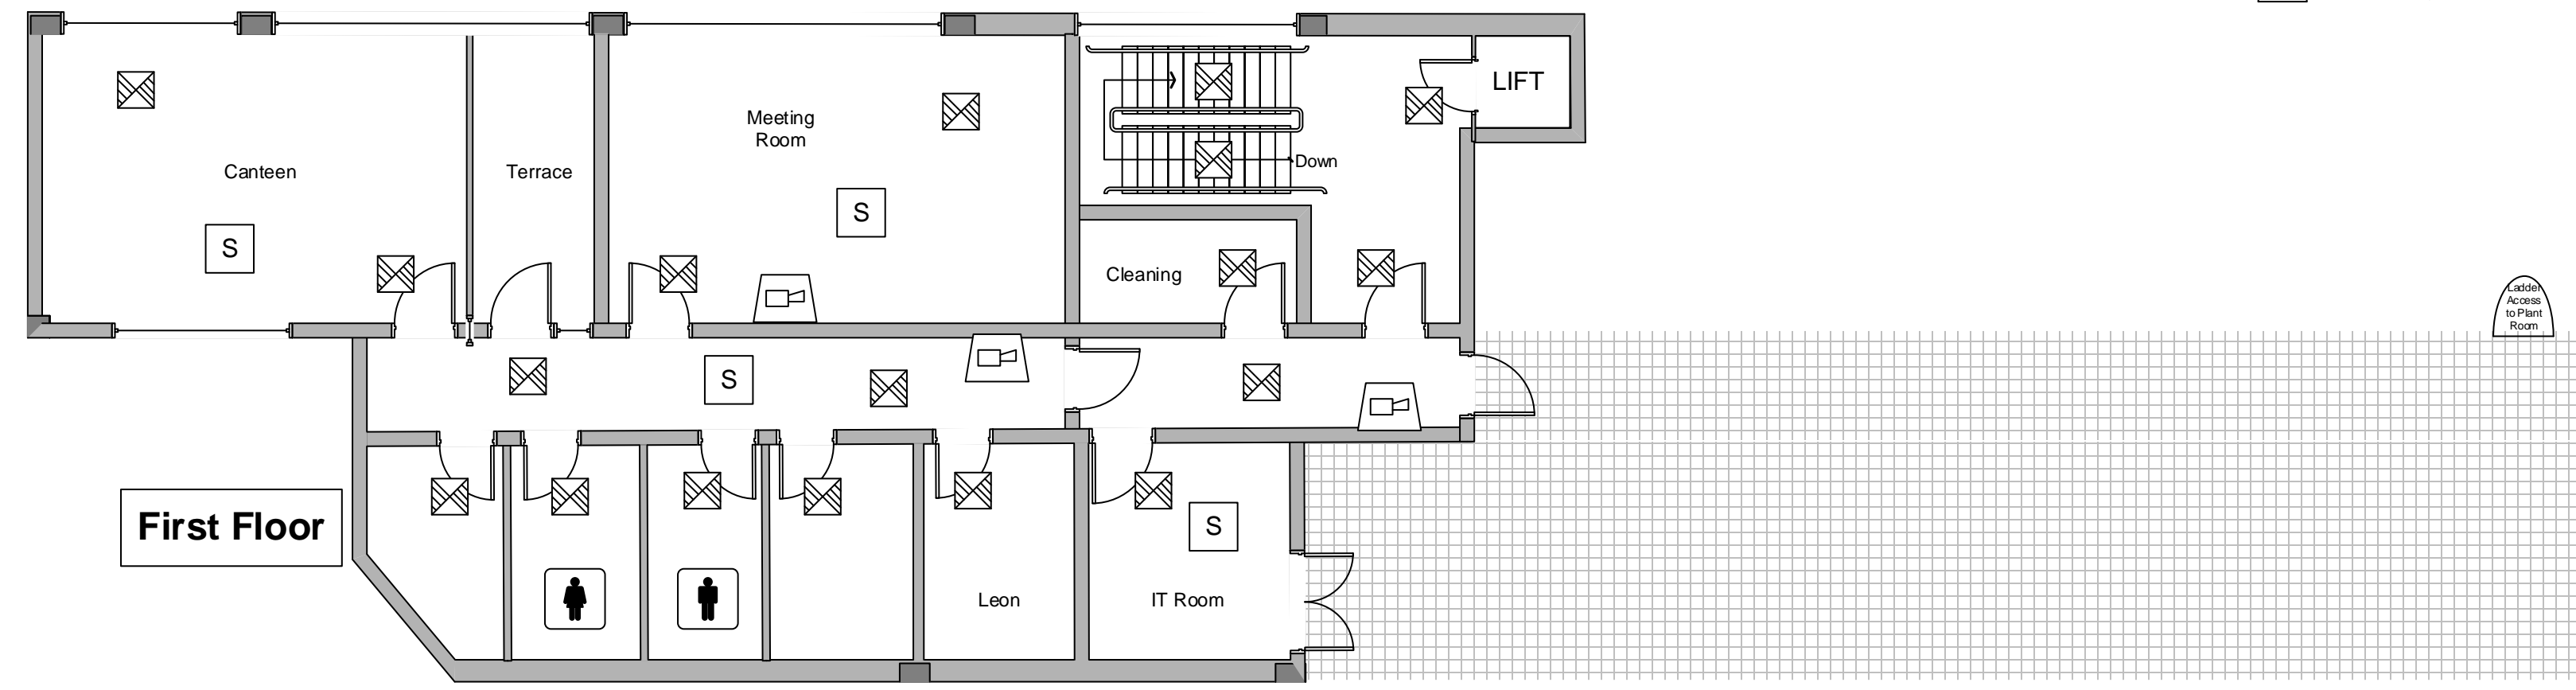 LIFT
Meeting
Room
Down
Canteen
Terrace
S
S
Cleaning
Ladder
Access
to Plant
Room
S
First Floor
S
Leon
IT Room